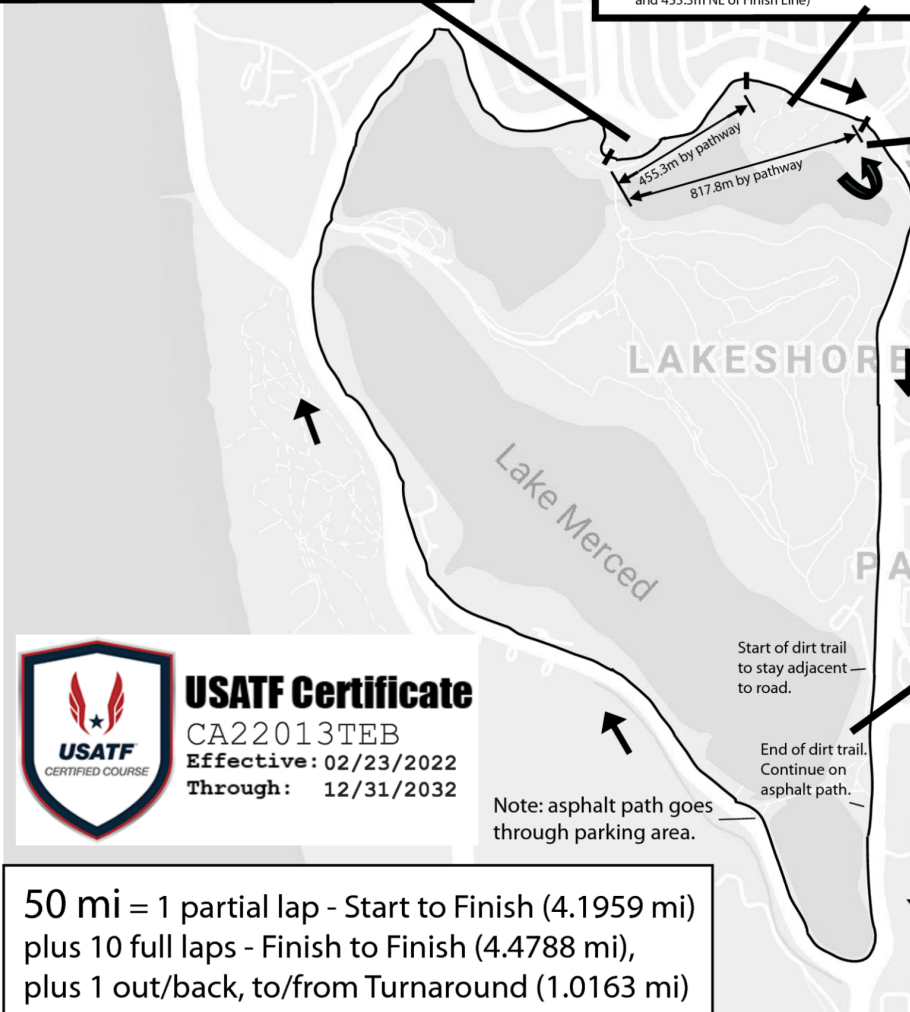 and 455.3m NE of Finish Line)
455.3m by pathway
817.8m by pathway
LAKESHORE
Lake Merced
PA
Start of dirt trail
to stay adjacent
to road.
End of dirt trail.
Continue on
asphalt path.
Note: asphalt path goes
through parking area.
USATF
CERTIFIED COURSE
USATF Certificate
CA22013TEB
Effective: 02/23/2022
Through: 12/31/2032
50 mi = 1 partial lap - Start to Finish (4.1959 mi)
plus 10 full laps - Finish to Finish (4.4788 mi),
plus 1 out/back, to/from Turnaround (1.0163 mi)